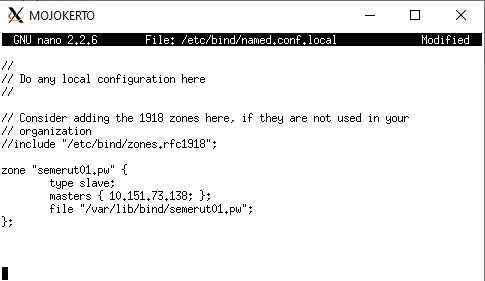 MOJOKERTO
GNU nano 2.2.6 File: /etc/bind/named.conf.local Modified
//
// Do any local configuration here
//
// Consider adding the 1918 zones here, if they are not used in your
// organization
//include "/etc/bind/zones.rfc1918";
zone "semerut01.pw" {
type slave;
masters { 10.151.73.138; };
file "/var/lib/bind/semerut01.pw";
};